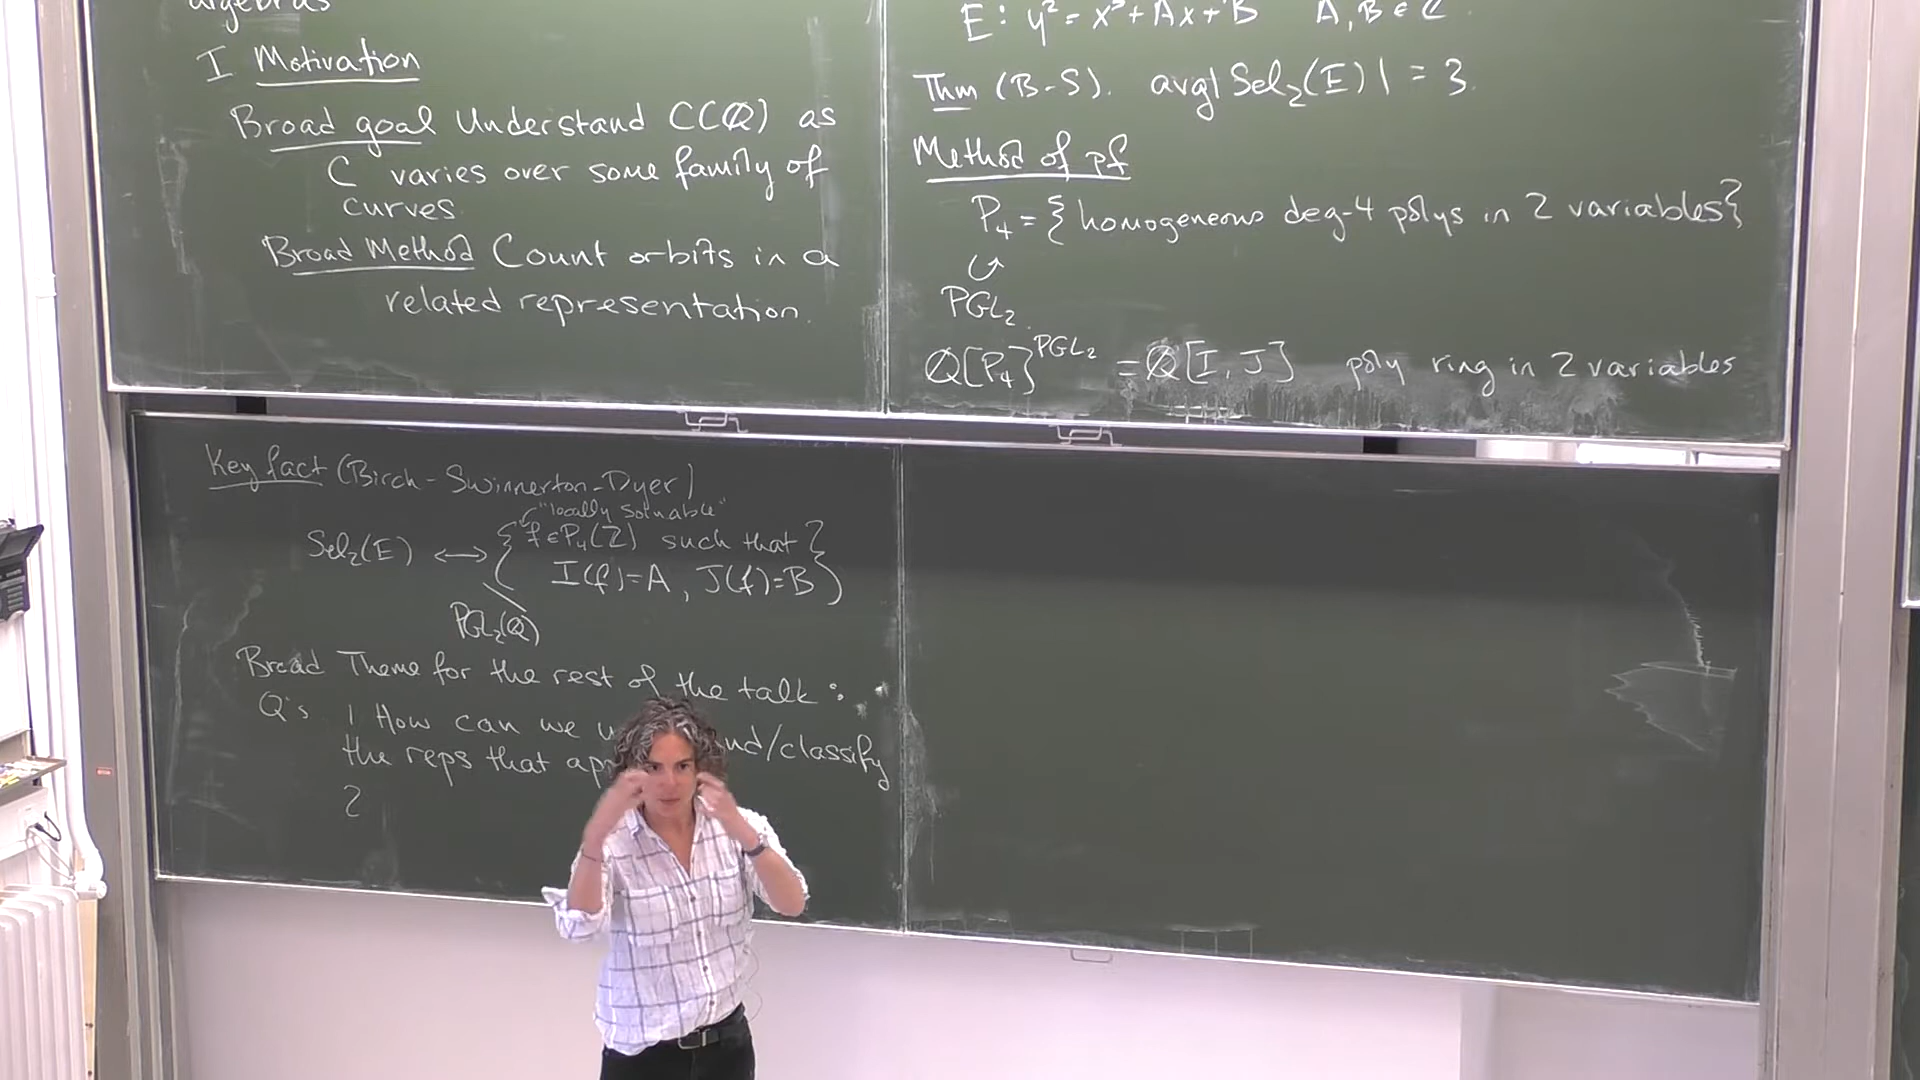 algebras
I Motivation
Broad goal Understand C(Q) as
C varies over some family of
curves.
Broad Method Count orbits in a
related representation.
E: y² = x³ + Ax + B A, B ∈ Z
Thm (B-S). avg|Sel₂(E)| = 3.
Method of pf
P₄ = { homogeneous deg-4 polys in 2 variables }
↺
PGL₂
Q[P₄]^{PGL₂} = Q[I, J] poly ring in 2 variables
Key fact (Birch-Swinnerton-Dyer)
"locally soluable"
Sel₂(E) ⟷ { f ∈ P₄(Z) such that }
I(f)=A, J(f)=B
PGL₂(Q)
Broad Theme for the rest of the talk:
Q's 1 How can we /classify
the reps that
2